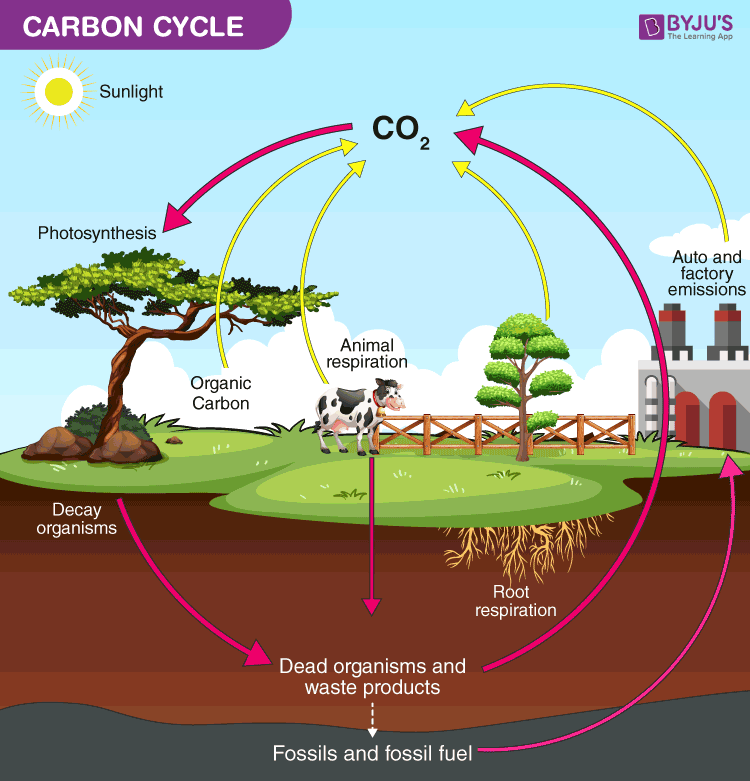 CARBON CYCLE
BYJU'S
The Learning App
Sunlight
CO₂
Photosynthesis
Auto and
factory
emissions
Animal
respiration
Organic
Carbon
Decay
organisms
Root
respiration
Dead organisms and
waste products
Fossils and fossil fuel